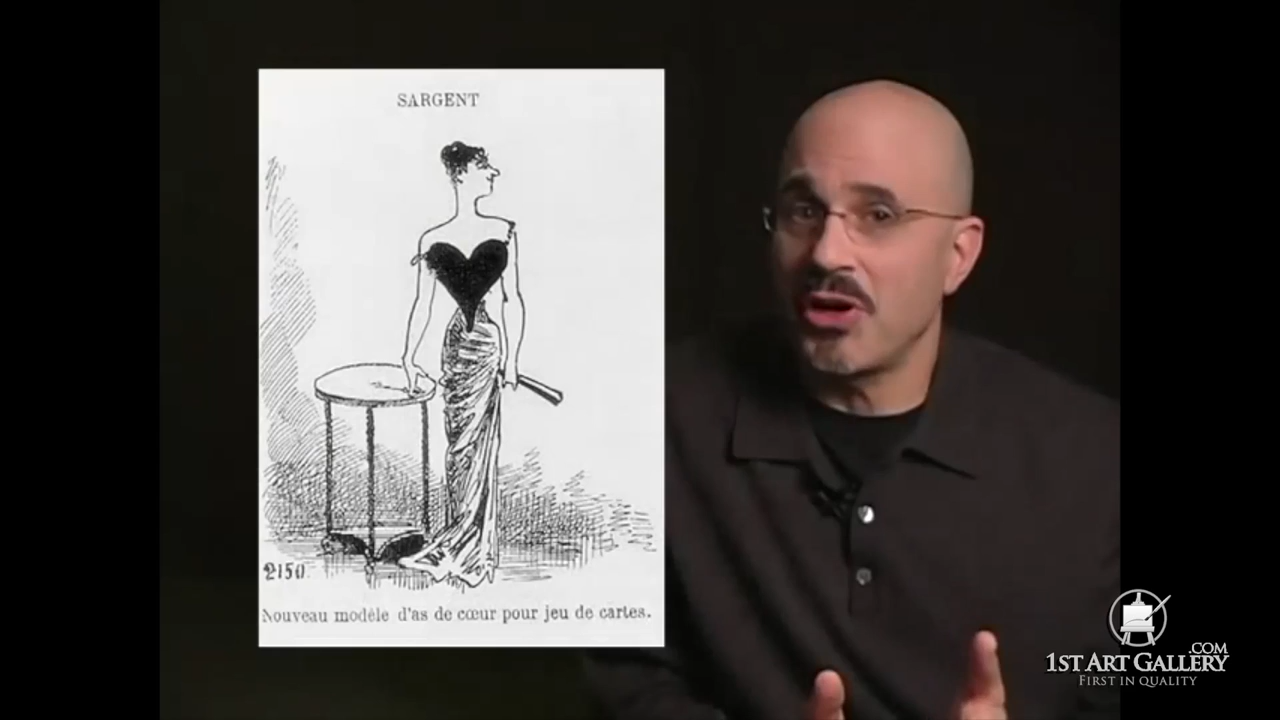 SARGENT
2150
Nouveau modèle d'as de cœur pour jeu de cartes.
.COM
1ST ART GALLERY
FIRST IN QUALITY